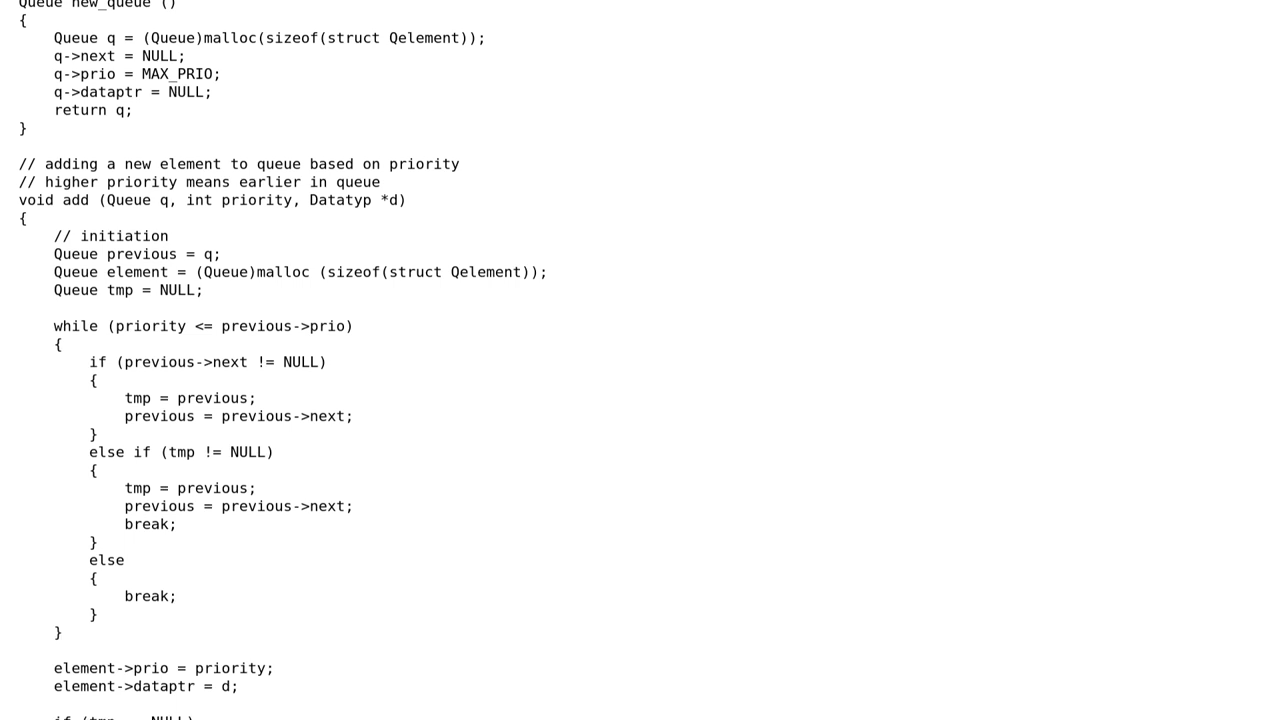 Queue new_queue ()
{
    Queue q = (Queue)malloc(sizeof(struct Qelement));
    q->next = NULL;
    q->prio = MAX_PRIO;
    q->dataptr = NULL;
    return q;
}

// adding a new element to queue based on priority
// higher priority means earlier in queue
void add (Queue q, int priority, Datatyp *d)
{
    // initiation
    Queue previous = q;
    Queue element = (Queue)malloc (sizeof(struct Qelement));
    Queue tmp = NULL;

    while (priority <= previous->prio)
    {
        if (previous->next != NULL)
        {
            tmp = previous;
            previous = previous->next;
        }
        else if (tmp != NULL)
        {
            tmp = previous;
            previous = previous->next;
            break;
        }
        else
        {
            break;
        }
    }

    element->prio = priority;
    element->dataptr = d;

    if (tmp NULL)